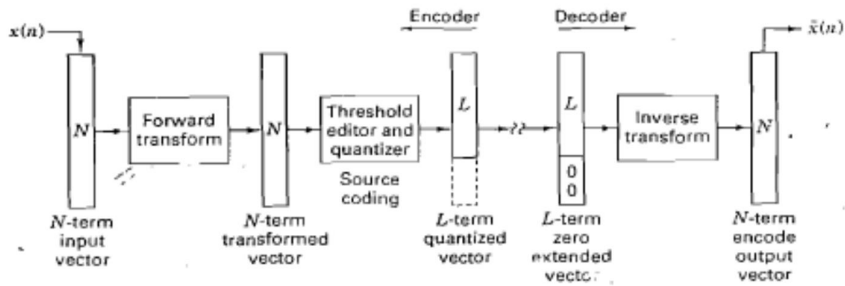 Encoder
Decoder
x(n)
x̃(n)
N
Forward
transform
N
Threshold
editor and
quantizer
Source
coding
L
L
0
0
Inverse
transform
N
N-term
input
vector
N-term
transformed
vector
L-term
quantized
vector
L-term
zero
extended
N-term
encode
output
vector